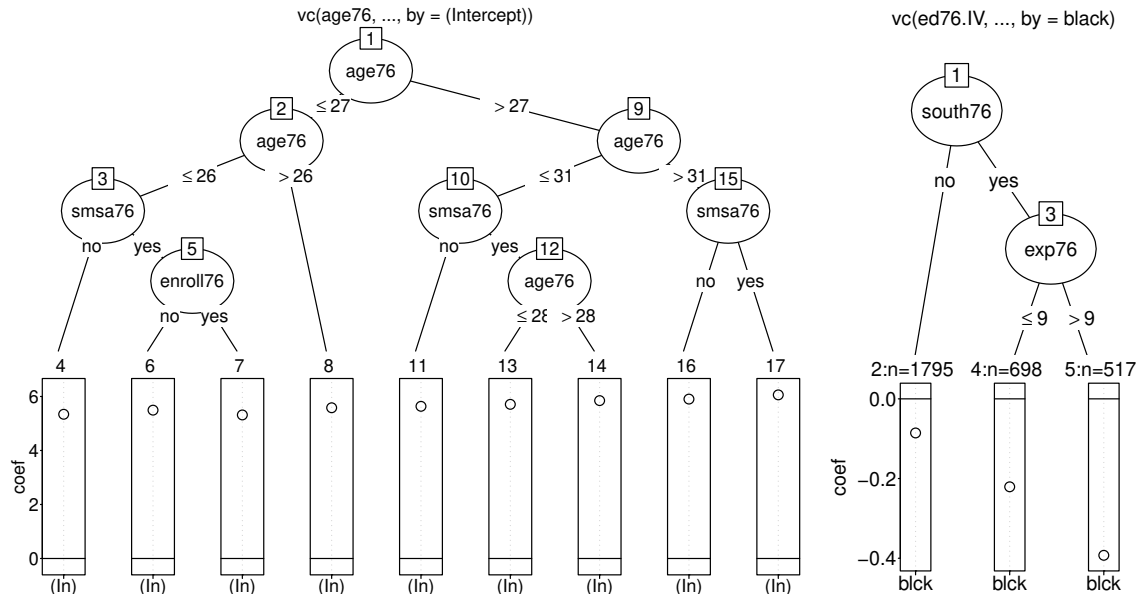 vc(age76, ..., by = (Intercept))
1
age76
≤ 27
> 27
2
age76
9
age76
≤ 26
> 26
≤ 31
> 31
3
smsa76
10
smsa76
15
smsa76
no
yes
no
yes
5
enroll76
12
age76
no
yes
no
yes
≤ 28
> 28
4
6
7
8
11
13
14
16
17
coef
6
4
2
0
(In)
(In)
(In)
(In)
(In)
(In)
(In)
(In)
(In)
vc(ed76.IV, ..., by = black)
1
south76
no
yes
3
exp76
≤ 9
> 9
2:n=1795
4:n=698
5:n=517
coef
0.0
−0.2
−0.4
blck
blck
blck